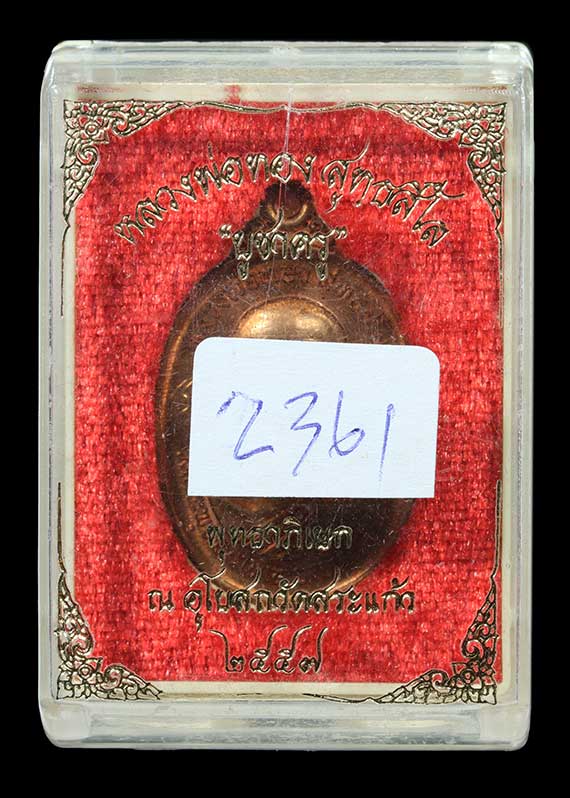 หลวงพ่อทอง สุทธสีโล
"บูชาครู"
2361
พุทธาภิเษก
ณ อุโบสถวัดสระแก้ว
๒๕๕๗